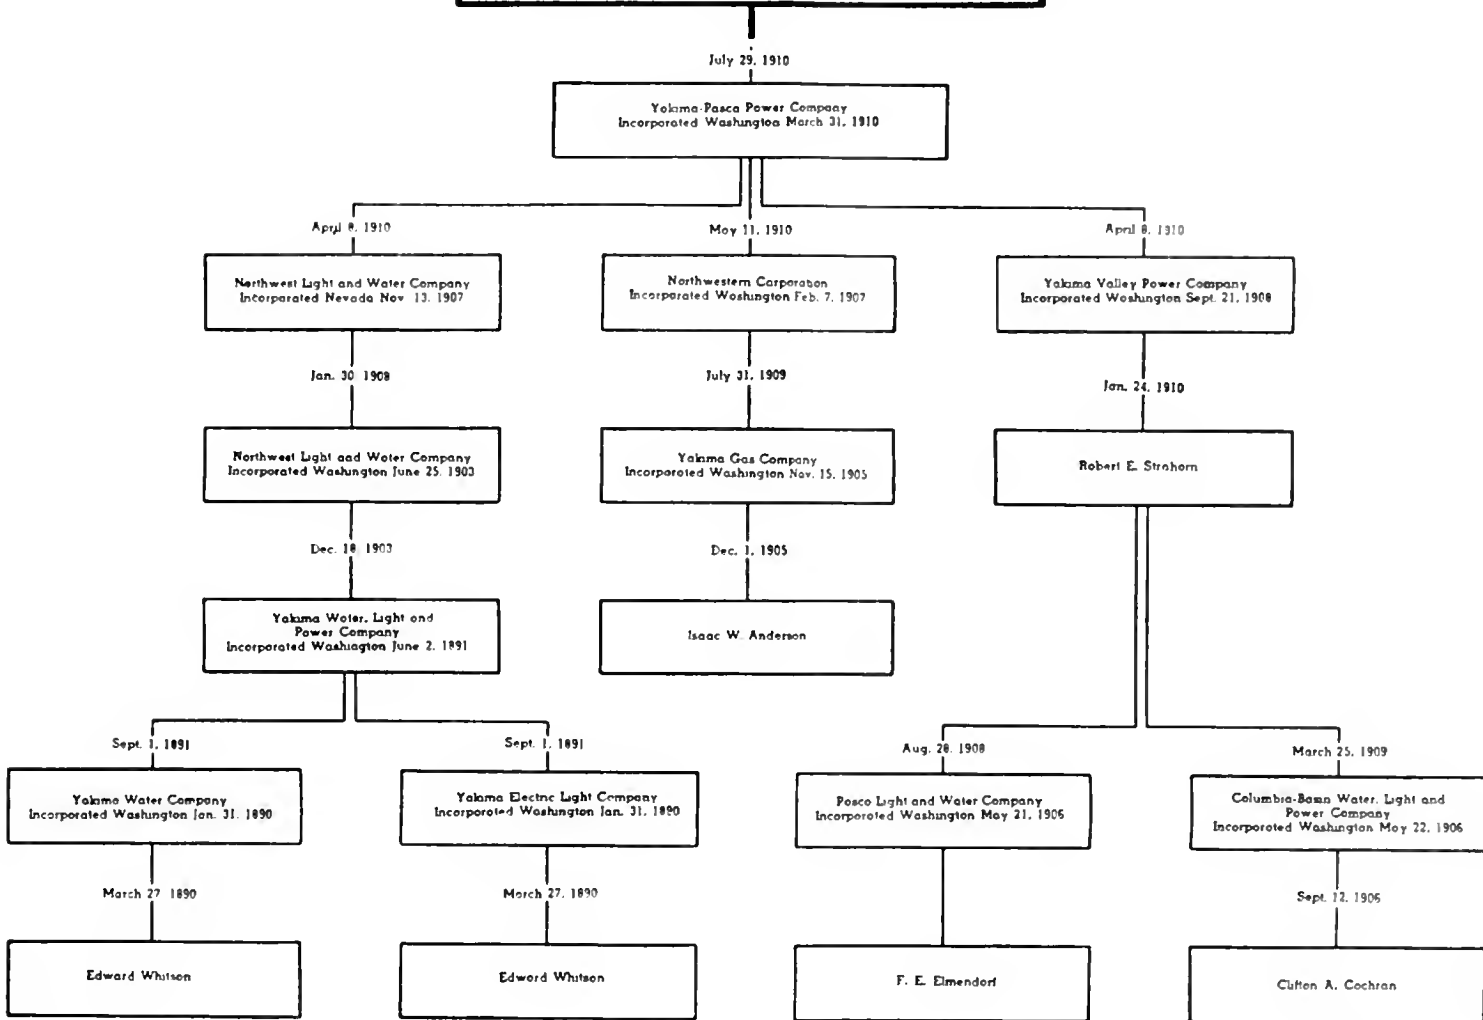 July 29, 1910
Yakima-Pasco Power Company
Incorporated Washington March 31, 1910
April 8, 1910
May 11, 1910
April 8, 1910
Northwest Light and Water Company
Incorporated Nevada Nov. 13, 1907
Northwestern Corporation
Incorporated Washington Feb. 7, 1907
Yakima Valley Power Company
Incorporated Washington Sept. 21, 1908
Jan. 30, 1908
July 31, 1909
Jan. 24, 1910
Northwest Light and Water Company
Incorporated Washington June 25, 1903
Yakima Gas Company
Incorporated Washington Nov. 15, 1905
Robert E. Strahorn
Dec. 18, 1903
Dec. 1, 1905
Yakima Water, Light and
Power Company
Incorporated Washington June 2, 1891
Isaac W. Anderson
Sept. 1, 1891
Sept. 1, 1891
Aug. 28, 1908
March 25, 1909
Yakima Water Company
Incorporated Washington Jan. 31, 1890
Yakima Electric Light Company
Incorporated Washington Jan. 31, 1890
Pasco Light and Water Company
Incorporated Washington May 21, 1906
Columbia-Basin Water, Light and
Power Company
Incorporated Washington May 22, 1906
March 27, 1890
March 27, 1890
Sept. 12, 1906
Edward Whitson
Edward Whitson
F. E. Elmendorf
Clifton A. Cochran